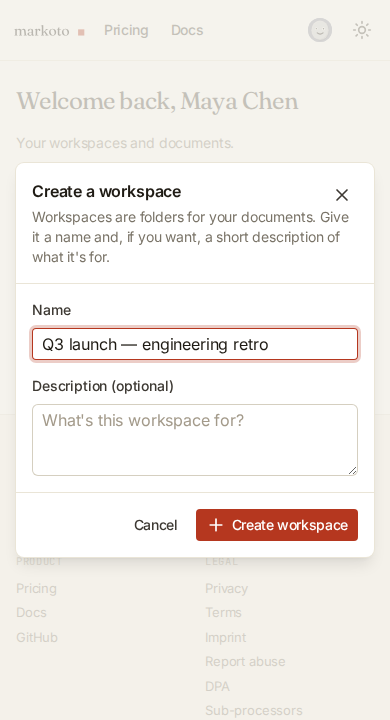 markoto
Pricing
Docs
Welcome back, Maya Chen
Your workspaces and documents.
Create a workspace
Workspaces are folders for your documents. Give
it a name and, if you want, a short description of
what it's for.
Name
Q3 launch — engineering retro
Description (optional)
What's this workspace for?
Cancel
Create workspace
PRODUCT
LEGAL
Pricing
Privacy
Docs
Terms
GitHub
Imprint
Report abuse
DPA
Sub-processors